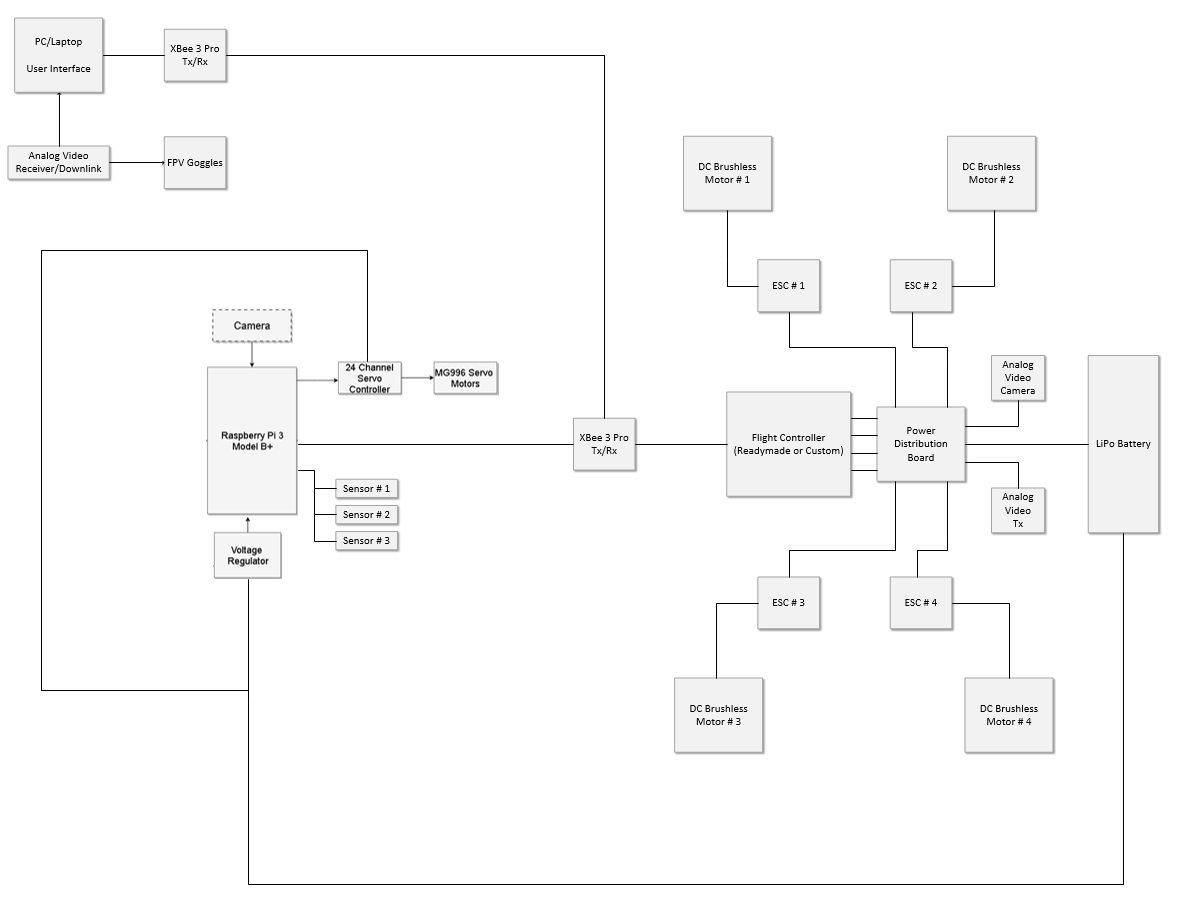 PC/Laptop
User Interface
XBee 3 Pro
Tx/Rx
Analog Video
Receiver/Downlink
FPV Goggles
DC Brushless
Motor # 1
DC Brushless
Motor # 2
ESC # 1
ESC # 2
Camera
24 Channel
Servo
Controller
MG996 Servo
Motors
Raspberry Pi 3
Model B+
XBee 3 Pro
Tx/Rx
Flight Controller
(Readymade or Custom)
Power
Distribution
Board
Analog
Video
Camera
LiPo Battery
Analog
Video
Tx
Sensor # 1
Sensor # 2
Sensor # 3
Voltage
Regulator
ESC # 3
ESC # 4
DC Brushless
Motor # 3
DC Brushless
Motor # 4